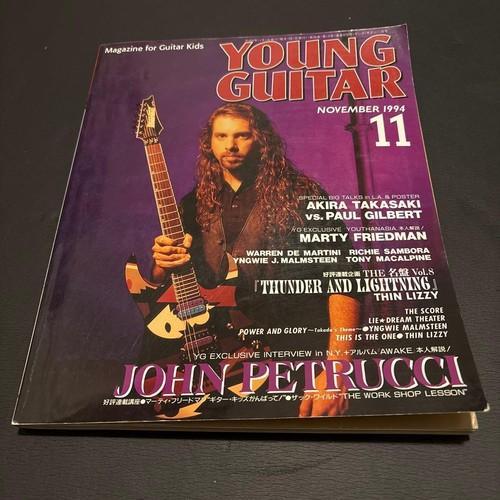 Magazine for Guitar Kids
YOUNG
GUITAR
NOVEMBER 1994
11
SPECIAL BIG TALKS in L.A. & POSTER
AKIRA TAKASAKI
vs. PAUL GILBERT
YG EXCLUSIVE YOUTHANASIA 本人解説!
MARTY FRIEDMAN
WARREN DE MARTINI RICHIE SAMBORA
YNGWIE J. MALMSTEEN TONY MACALPINE
好評連載企画 THE 名盤 Vol.8
『THUNDER AND LIGHTNING』
THIN LIZZY
THE SCORE
LIE★DREAM THEATER
POWER AND GLORY~Takada's Theme~●YNGWIE MALMSTEEN
THIS IS THE ONE●THIN LIZZY
YG EXCLUSIVE INTERVIEW in N.Y.+アルバム「AWAKE」本人解説!
JOHN PETRUCCI
好評連載講座●マーティ・フリードマン"ギター・キッズがんばって!"●ザック・ワイルド"THE WORK SHOP LESSON"